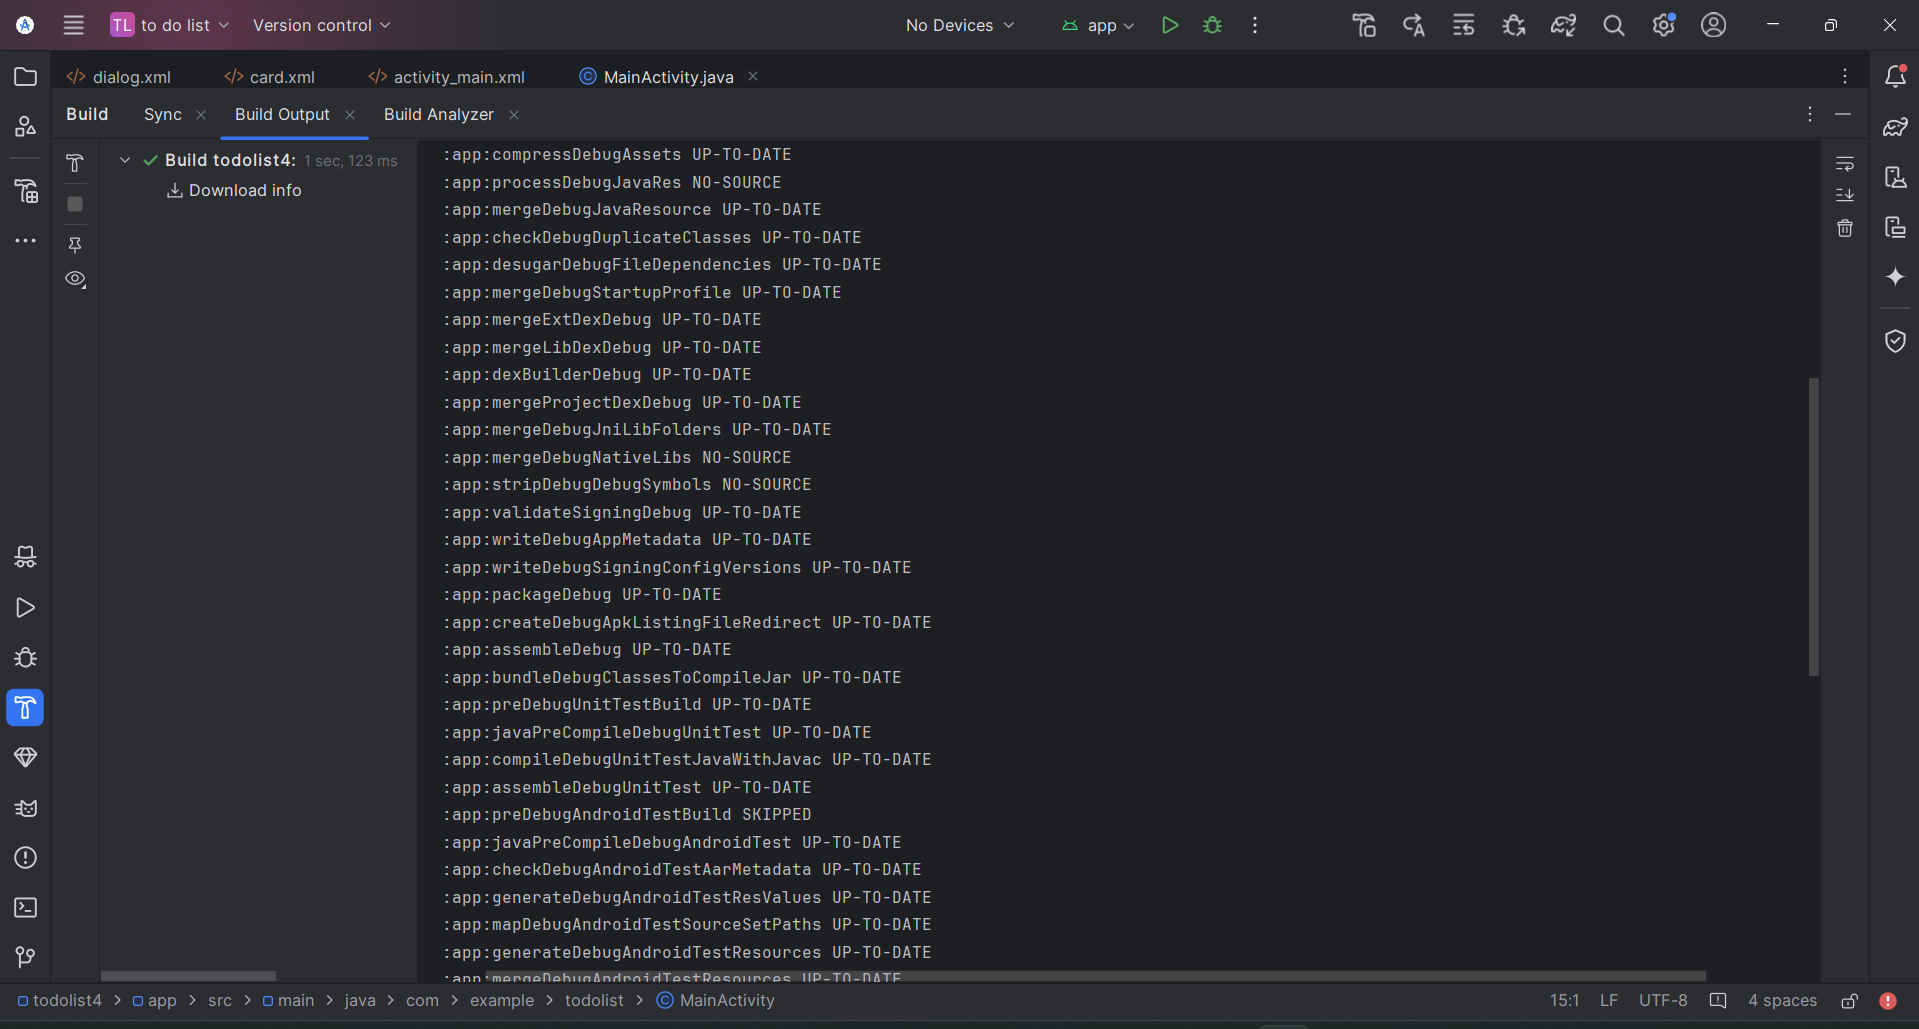 TL to do list Version control No Devices app
dialog.xml card.xml activity_main.xml MainActivity.java
Build Sync Build Output Build Analyzer
Build todolist4: 1 sec, 123 ms
Download info
:app:compressDebugAssets UP-TO-DATE
:app:processDebugJavaRes NO-SOURCE
:app:mergeDebugJavaResource UP-TO-DATE
:app:checkDebugDuplicateClasses UP-TO-DATE
:app:desugarDebugFileDependencies UP-TO-DATE
:app:mergeDebugStartupProfile UP-TO-DATE
:app:mergeExtDexDebug UP-TO-DATE
:app:mergeLibDexDebug UP-TO-DATE
:app:dexBuilderDebug UP-TO-DATE
:app:mergeProjectDexDebug UP-TO-DATE
:app:mergeDebugJniLibFolders UP-TO-DATE
:app:mergeDebugNativeLibs NO-SOURCE
:app:stripDebugDebugSymbols NO-SOURCE
:app:validateSigningDebug UP-TO-DATE
:app:writeDebugAppMetadata UP-TO-DATE
:app:writeDebugSigningConfigVersions UP-TO-DATE
:app:packageDebug UP-TO-DATE
:app:createDebugApkListingFileRedirect UP-TO-DATE
:app:assembleDebug UP-TO-DATE
:app:bundleDebugClassesToCompileJar UP-TO-DATE
:app:preDebugUnitTestBuild UP-TO-DATE
:app:javaPreCompileDebugUnitTest UP-TO-DATE
:app:compileDebugUnitTestJavaWithJavac UP-TO-DATE
:app:assembleDebugUnitTest UP-TO-DATE
:app:preDebugAndroidTestBuild SKIPPED
:app:javaPreCompileDebugAndroidTest UP-TO-DATE
:app:checkDebugAndroidTestAarMetadata UP-TO-DATE
:app:generateDebugAndroidTestResValues UP-TO-DATE
:app:mapDebugAndroidTestSourceSetPaths UP-TO-DATE
:app:generateDebugAndroidTestResources UP-TO-DATE
:app:mergeDebugAndroidTestResources UP-TO-DATE
todolist4 > app > src > main > java > com > example > todolist > MainActivity 15:1 LF UTF-8 4 spaces